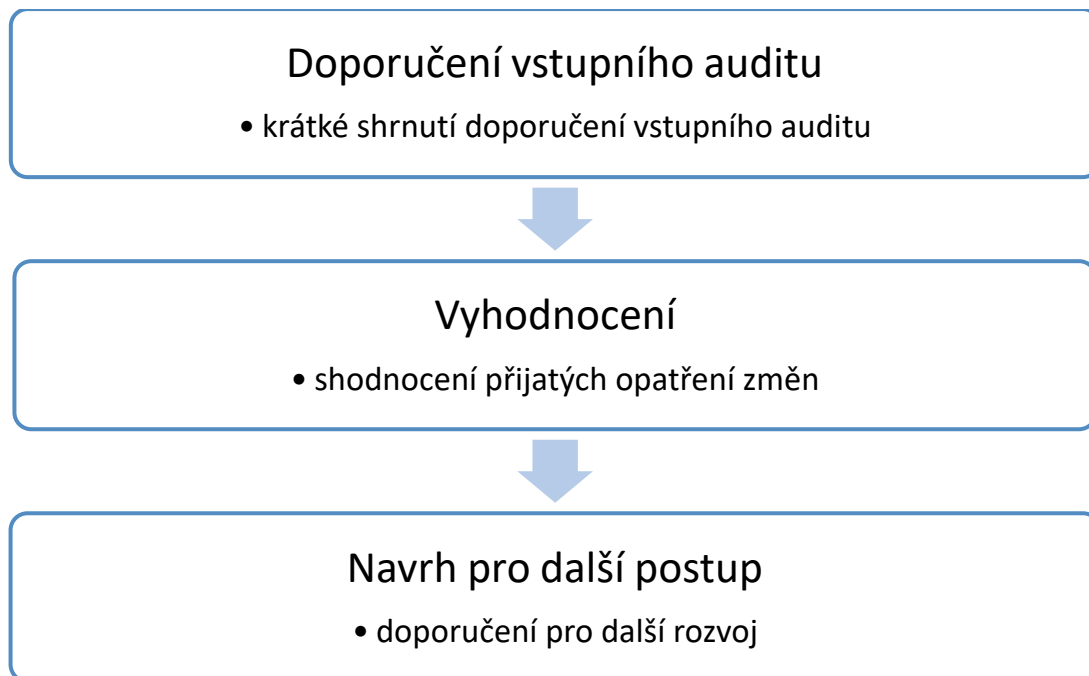 Doporučení vstupního auditu
• krátké shrnutí doporučení vstupního auditu
Vyhodnocení
• shodnocení přijatých opatření změn
Navrh pro další postup
• doporučení pro další rozvoj